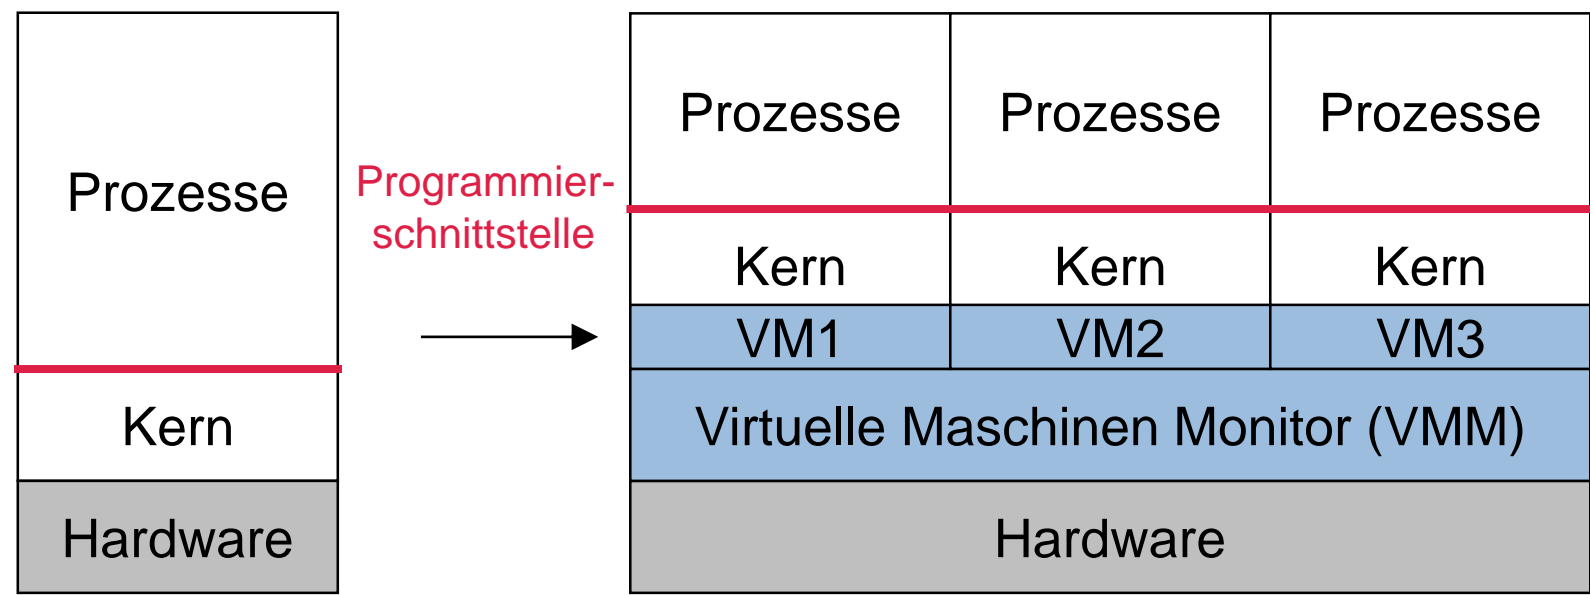 Prozesse
Kern
Hardware
Programmier-
schnittstelle
Prozesse Prozesse Prozesse
Kern Kern Kern
VM1 VM2 VM3
Virtuelle Maschinen Monitor (VMM)
Hardware